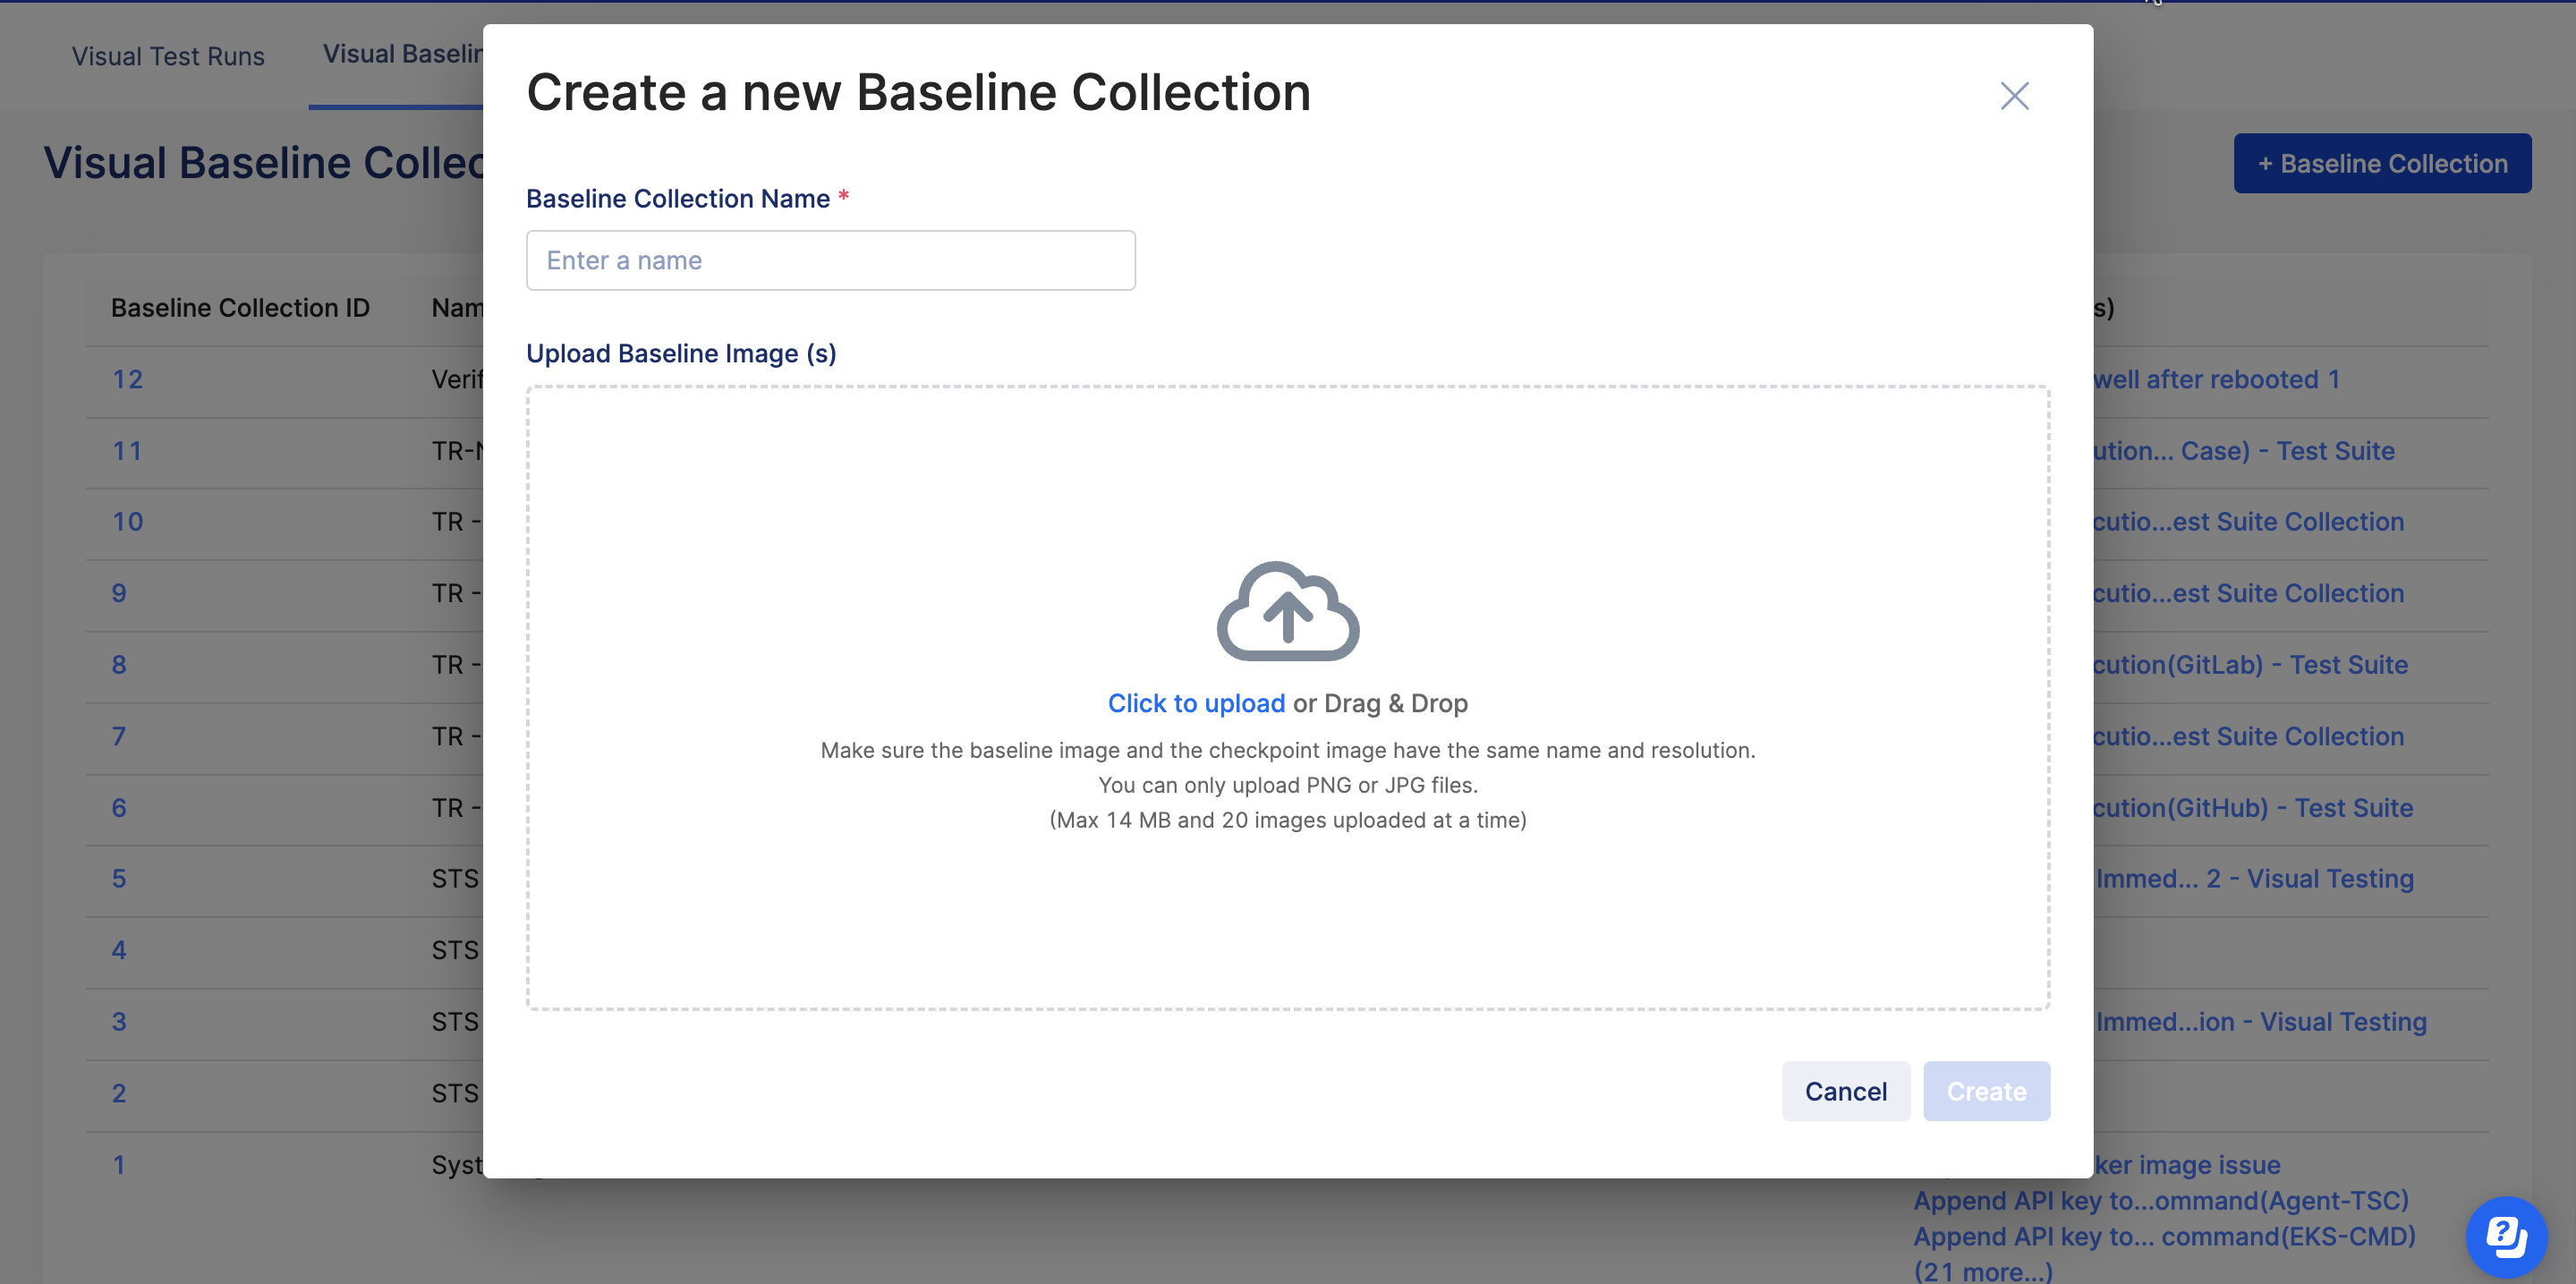 Visual Test Runs
Visual Baselin
Create a new Baseline Collection
Visual Baseline Collec
+ Baseline Collection
Baseline Collection Name *
Enter a name
Baseline Collection ID
Nam
s)
Upload Baseline Image (s)
12
Verif
well after rebooted 1
11
TR-N
ution... Case) - Test Suite
10
TR -
cutio...est Suite Collection
9
TR -
cutio...est Suite Collection
8
TR -
cution(GitLab) - Test Suite
7
TR -
cutio...est Suite Collection
6
TR -
cution(GitHub) - Test Suite
5
STS
Immed... 2 - Visual Testing
4
STS
3
STS
Immed...ion - Visual Testing
2
STS
1
Syst
ker image issue
Append API key to...ommand(Agent-TSC)
Append API key to... command(EKS-CMD)
(21 more...)
Click to upload or Drag & Drop
Make sure the baseline image and the checkpoint image have the same name and resolution.
You can only upload PNG or JPG files.
(Max 14 MB and 20 images uploaded at a time)
Cancel
Create
?